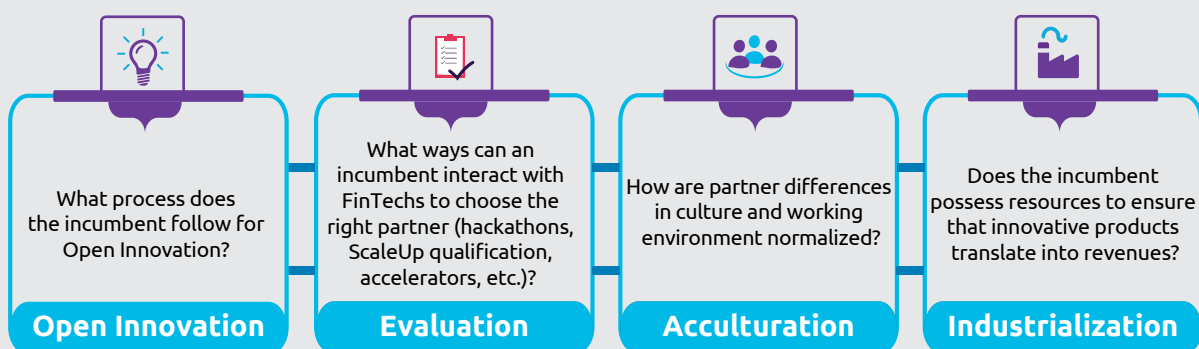 What process does
the incumbent follow for
Open Innovation?
Open Innovation
What ways can an
incumbent interact with
FinTechs to choose the
right partner (hackathons,
ScaleUp qualification,
accelerators, etc.)?
Evaluation
How are partner differences
in culture and working
environment normalized?
Acculturation
Does the incumbent
possess resources to ensure
that innovative products
translate into revenues?
Industrialization